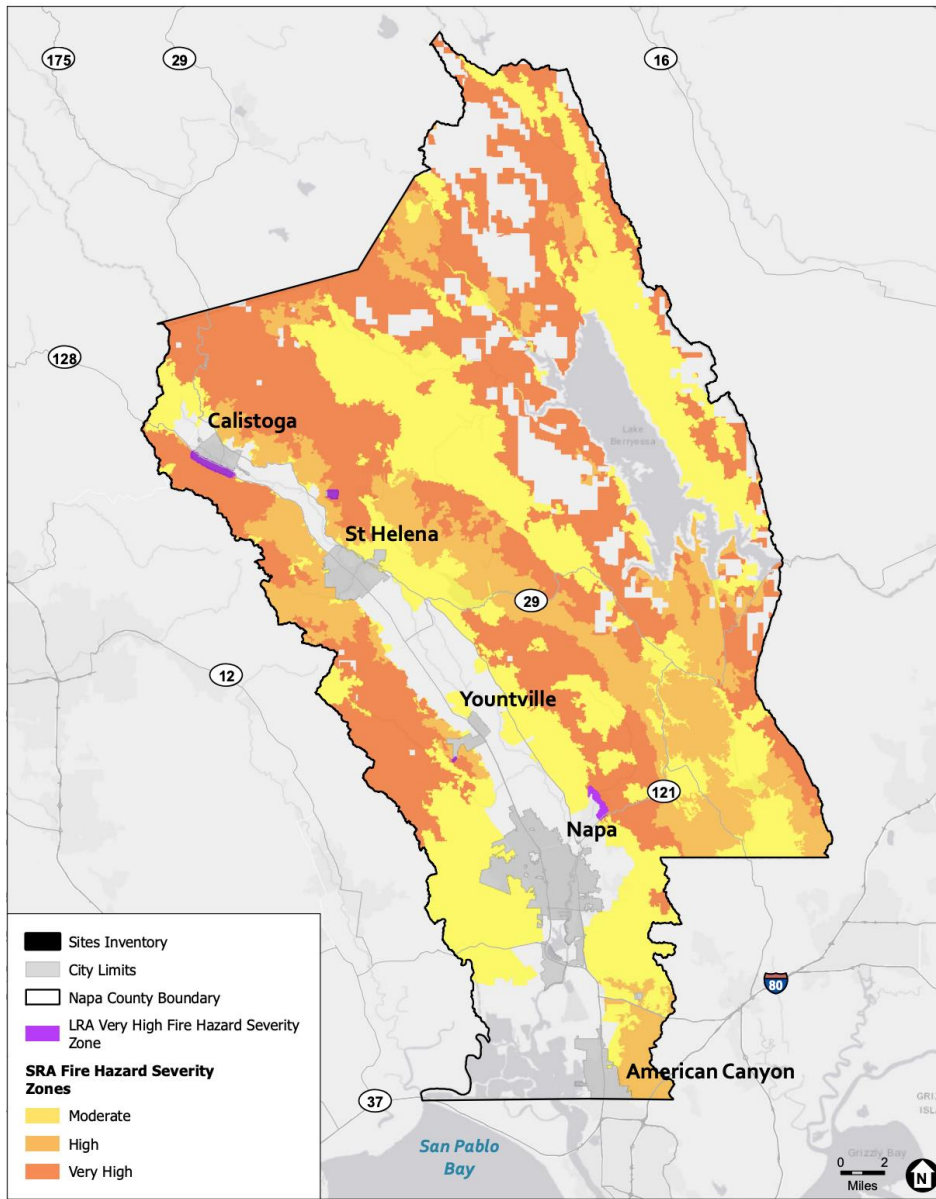 175
29
16
128
Calistoga
Lake
Berryessa
St Helena
29
12
Yountville
121
Napa
Sites Inventory
City Limits
Napa County Boundary
LRA Very High Fire Hazard Severity
Zone
SRA Fire Hazard Severity
Zones
Moderate
High
Very High
80
American Canyon
37
San Pablo
Bay
GRIZ
ISLA
Grizzly Bay
0 2
Miles
N